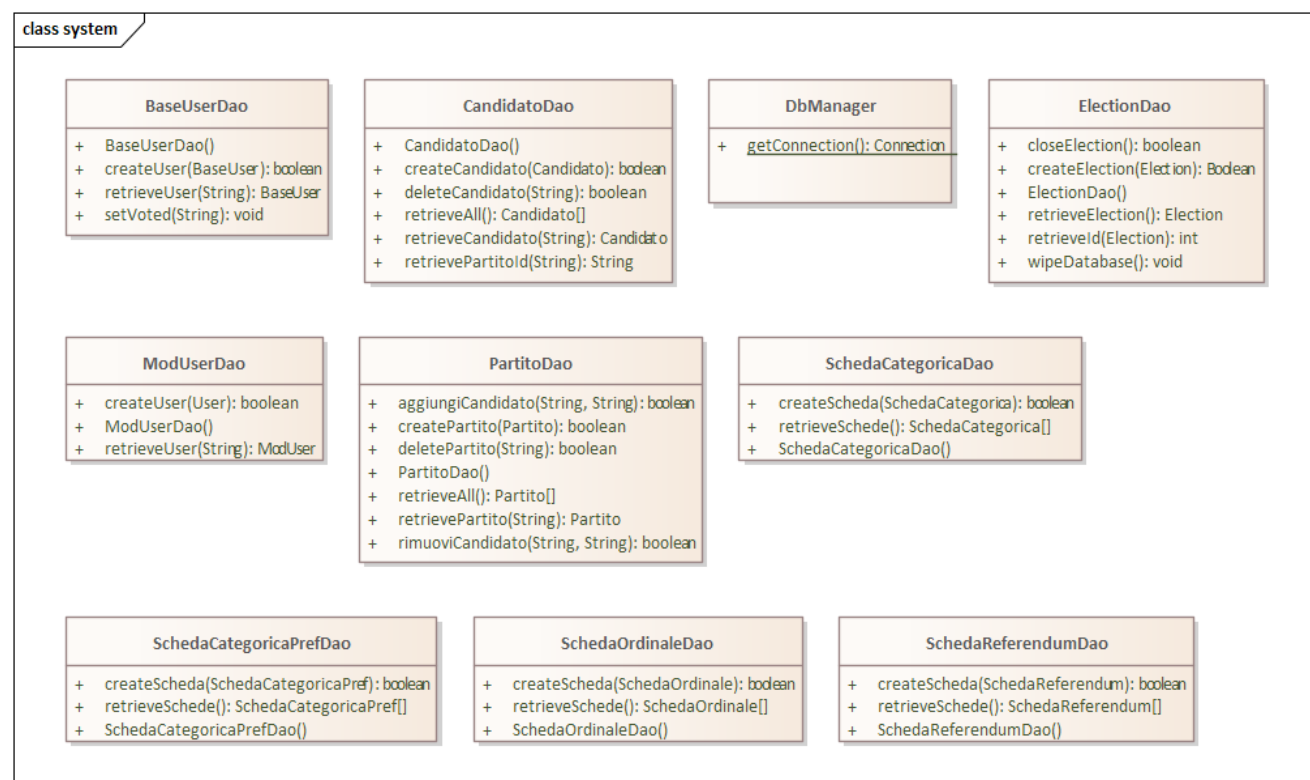 class system
BaseUserDao
+ BaseUserDao()
+ createUser(BaseUser): boolean
+ retrieveUser(String): BaseUser
+ setVoted(String): void
CandidatoDao
+ CandidatoDao()
+ createCandidato(Candidato): boolean
+ deleteCandidato(String): boolean
+ retrieveAll(): Candidato[]
+ retrieveCandidato(String): Candidato
+ retrievePartitoId(String): String
DbManager
+ getConnection(): Connection
ElectionDao
+ closeElection(): boolean
+ createElection(Election): Boolean
+ ElectionDao()
+ retrieveElection(): Election
+ retrieveId(Election): int
+ wipeDatabase(): void
ModUserDao
+ createUser(User): boolean
+ ModUserDao()
+ retrieveUser(String): ModUser
PartitoDao
+ aggiungiCandidato(String, String): boolean
+ createPartito(Partito): boolean
+ deletePartito(String): boolean
+ PartitoDao()
+ retrieveAll(): Partito[]
+ retrievePartito(String): Partito
+ rimuoviCandidato(String, String): boolean
SchedaCategoricaDao
+ createScheda(SchedaCategorica): boolean
+ retrieveSchede(): SchedaCategorica[]
+ SchedaCategoricaDao()
SchedaCategoricaPrefDao
+ createScheda(SchedaCategoricaPref): boolean
+ retrieveSchede(): SchedaCategoricaPref[]
+ SchedaCategoricaPrefDao()
SchedaOrdinaleDao
+ createScheda(SchedaOrdinale): boolean
+ retrieveSchede(): SchedaOrdinale[]
+ SchedaOrdinaleDao()
SchedaReferendumDao
+ createScheda(SchedaReferendum): boolean
+ retrieveSchede(): SchedaReferendum[]
+ SchedaReferendumDao()